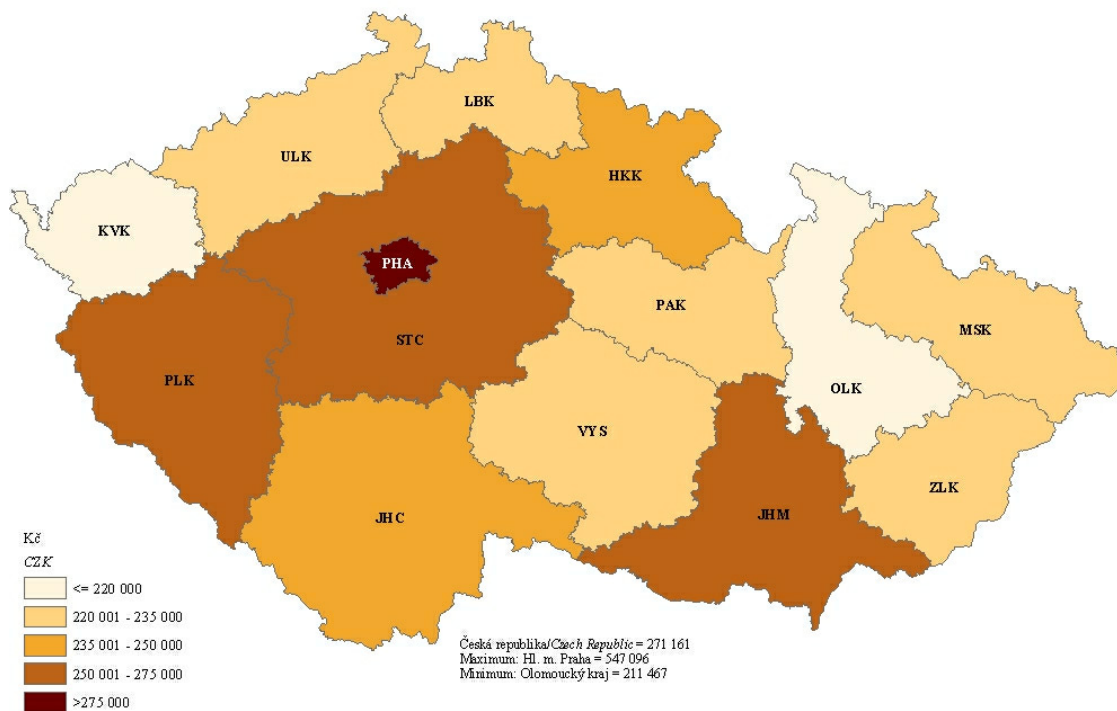 LBK
ULK
HKK
KVK
PHA
PAK
MSK
STC
PLK
OLK
VYS
ZLK
JHC
JHM
Kč
CZK
<= 220 000
220 001 - 235 000
235 001 - 250 000
250 001 - 275 000
>275 000
Česká republika/Czech Republic = 271 161
Maximum: Hl. m. Praha = 547 096
Minimum: Olomoucký kraj = 211 467